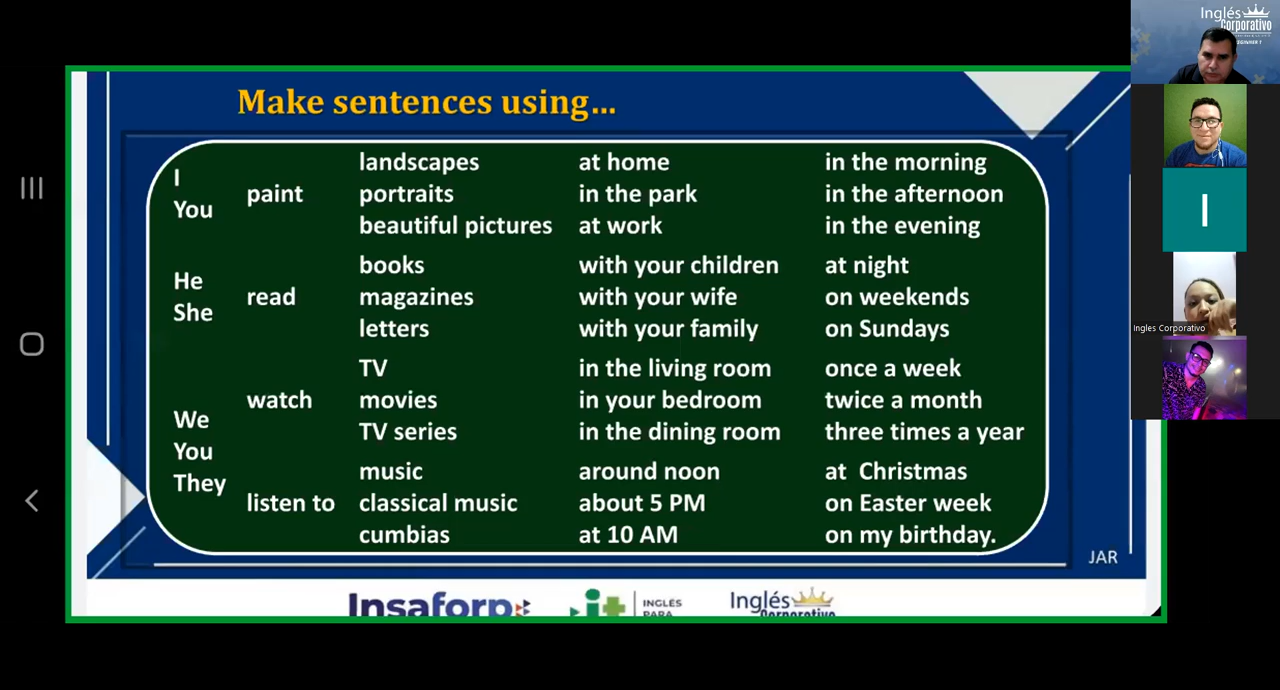 Make sentences using...
I
You
paint
landscapes
portraits
beautiful pictures
at home
in the park
at work
in the morning
in the afternoon
in the evening
He
She
read
books
magazines
letters
with your children
with your wife
with your family
at night
on weekends
on Sundays
We
You
They
watch
TV
movies
TV series
in the living room
in your bedroom
in the dining room
once a week
twice a month
three times a year
listen to
music
classical music
cumbias
around noon
about 5 PM
at 10 AM
at Christmas
on Easter week
on my birthday.
JAR
Insaforp
it
INGLÉS
PARA
Inglés
Corporativo
Inglés
Corporativo
BEGINNER 1
I
Ingles Corporativo